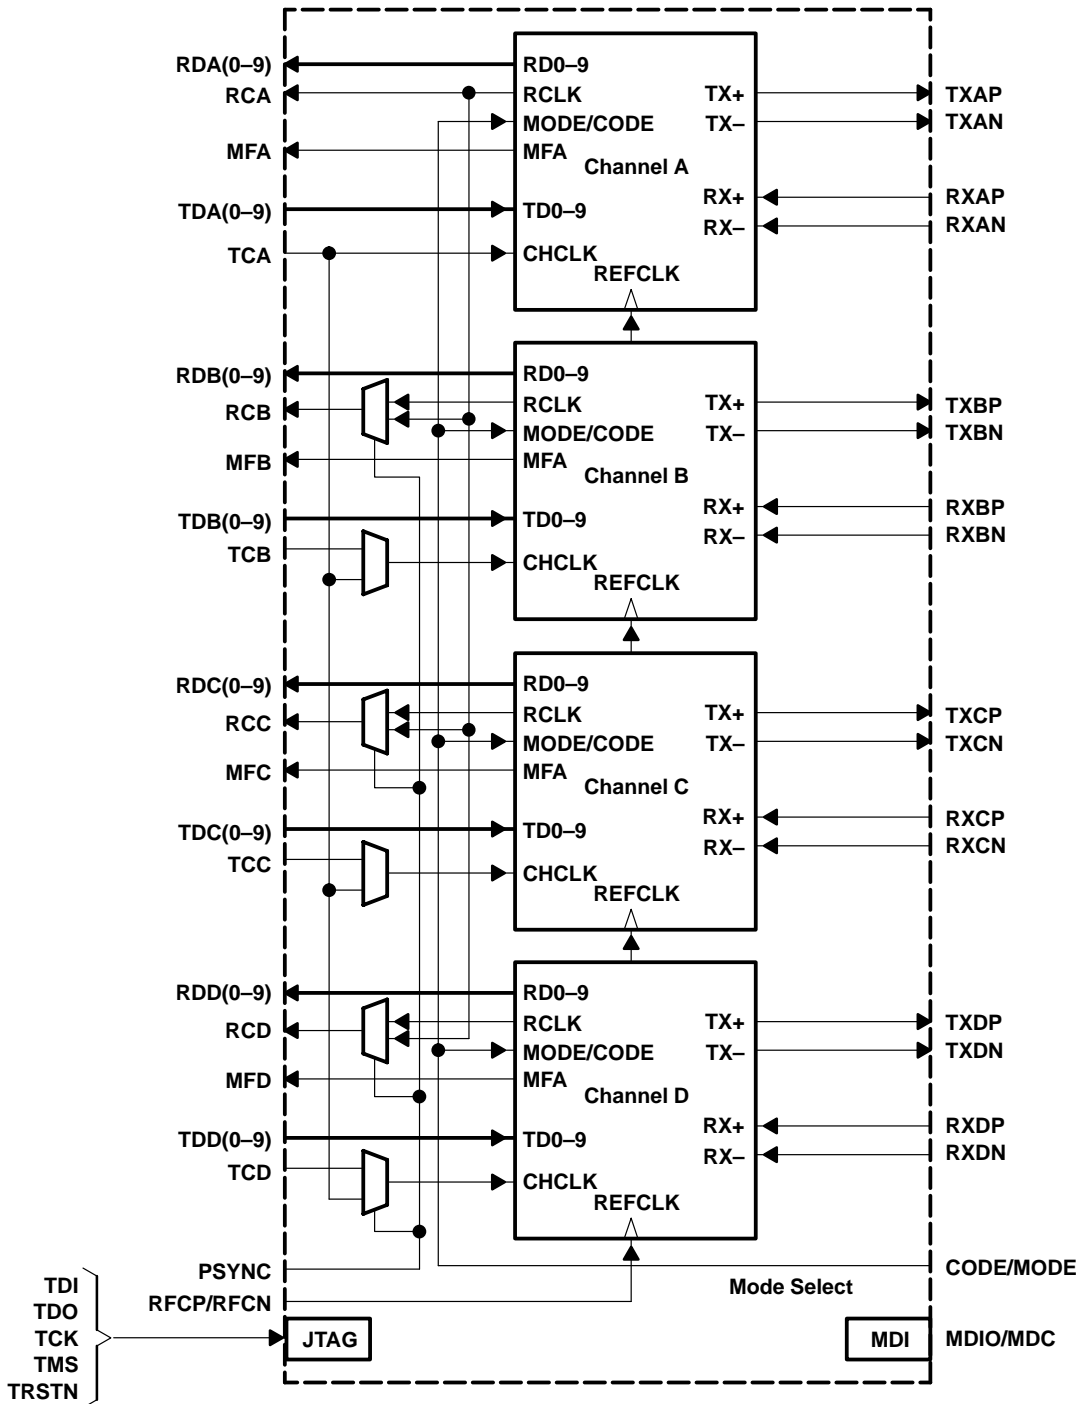 RDA(0–9)
RCA
MFA
TDA(0–9)
TCA
RD0–9
RCLK
MODE/CODE
MFA
Channel A
TD0–9
CHCLK
REFCLK
TX+
TX–
RX+
RX–
TXAP
TXAN
RXAP
RXAN
RDB(0–9)
RCB
MFB
TDB(0–9)
TCB
RD0–9
RCLK
MODE/CODE
MFA
Channel B
TD0–9
CHCLK
REFCLK
TX+
TX–
RX+
RX–
TXBP
TXBN
RXBP
RXBN
RDC(0–9)
RCC
MFC
TDC(0–9)
TCC
RD0–9
RCLK
MODE/CODE
MFA
Channel C
TD0–9
CHCLK
REFCLK
TX+
TX–
RX+
RX–
TXCP
TXCN
RXCP
RXCN
RDD(0–9)
RCD
MFD
TDD(0–9)
TCD
RD0–9
RCLK
MODE/CODE
MFA
Channel D
TD0–9
CHCLK
REFCLK
TX+
TX–
RX+
RX–
TXDP
TXDN
RXDP
RXDN
PSYNC
RFCP/RFCN
CODE/MODE
Mode Select
TDI
TDO
TCK
TMS
TRSTN
JTAG
MDI
MDIO/MDC